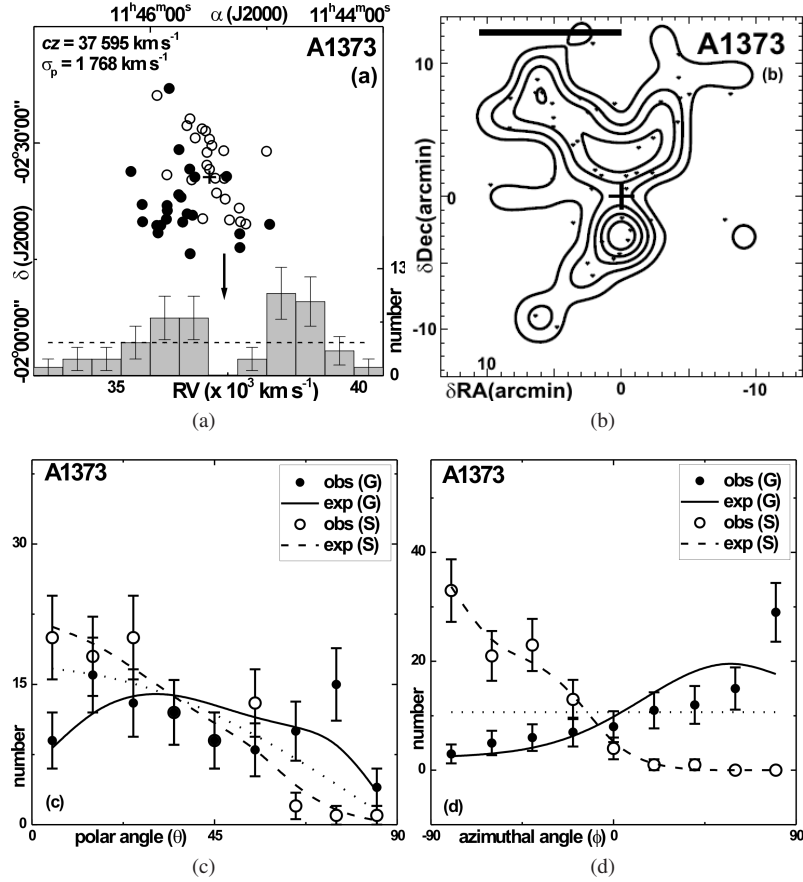 11ʰ46ᵐ00ˢ α (J2000) 11ʰ44ᵐ00ˢ
cz = 37 595 km s⁻¹
σₚ = 1 768 km s⁻¹
A1373
(a)
-02°30'00"
δ (J2000)
-02°00'00"
13
number
0
35
RV (x 10³ km s⁻¹)
40
(a)
A1373
(b)
10
0
-10
δDec(arcmin)
10
δRA(arcmin)
0
-10
(b)
A1373
obs (G)
exp (G)
obs (S)
exp (S)
30
15
0
number
(c)
0
polar angle (θ)
45
90
(c)
A1373
obs (G)
exp (G)
obs (S)
exp (S)
40
20
0
number
(d)
-90
azimuthal angle (ϕ)
0
90
(d)